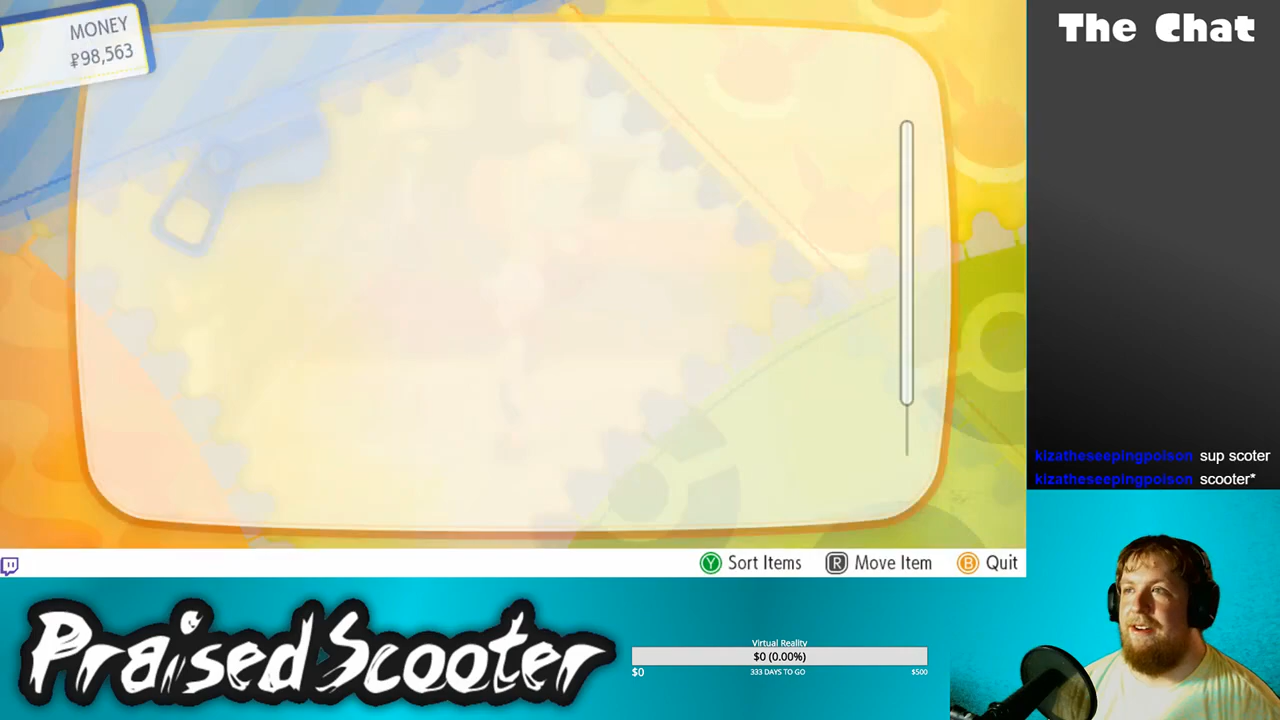 MONEY
₽98,563
The Chat
kizatheseepingpoison sup scoter
kizatheseepingpoison scooter*
Y Sort Items R Move Item B Quit
PraisedScooter
Virtual Reality
$0 (0.00%)
$0 333 DAYS TO GO $500